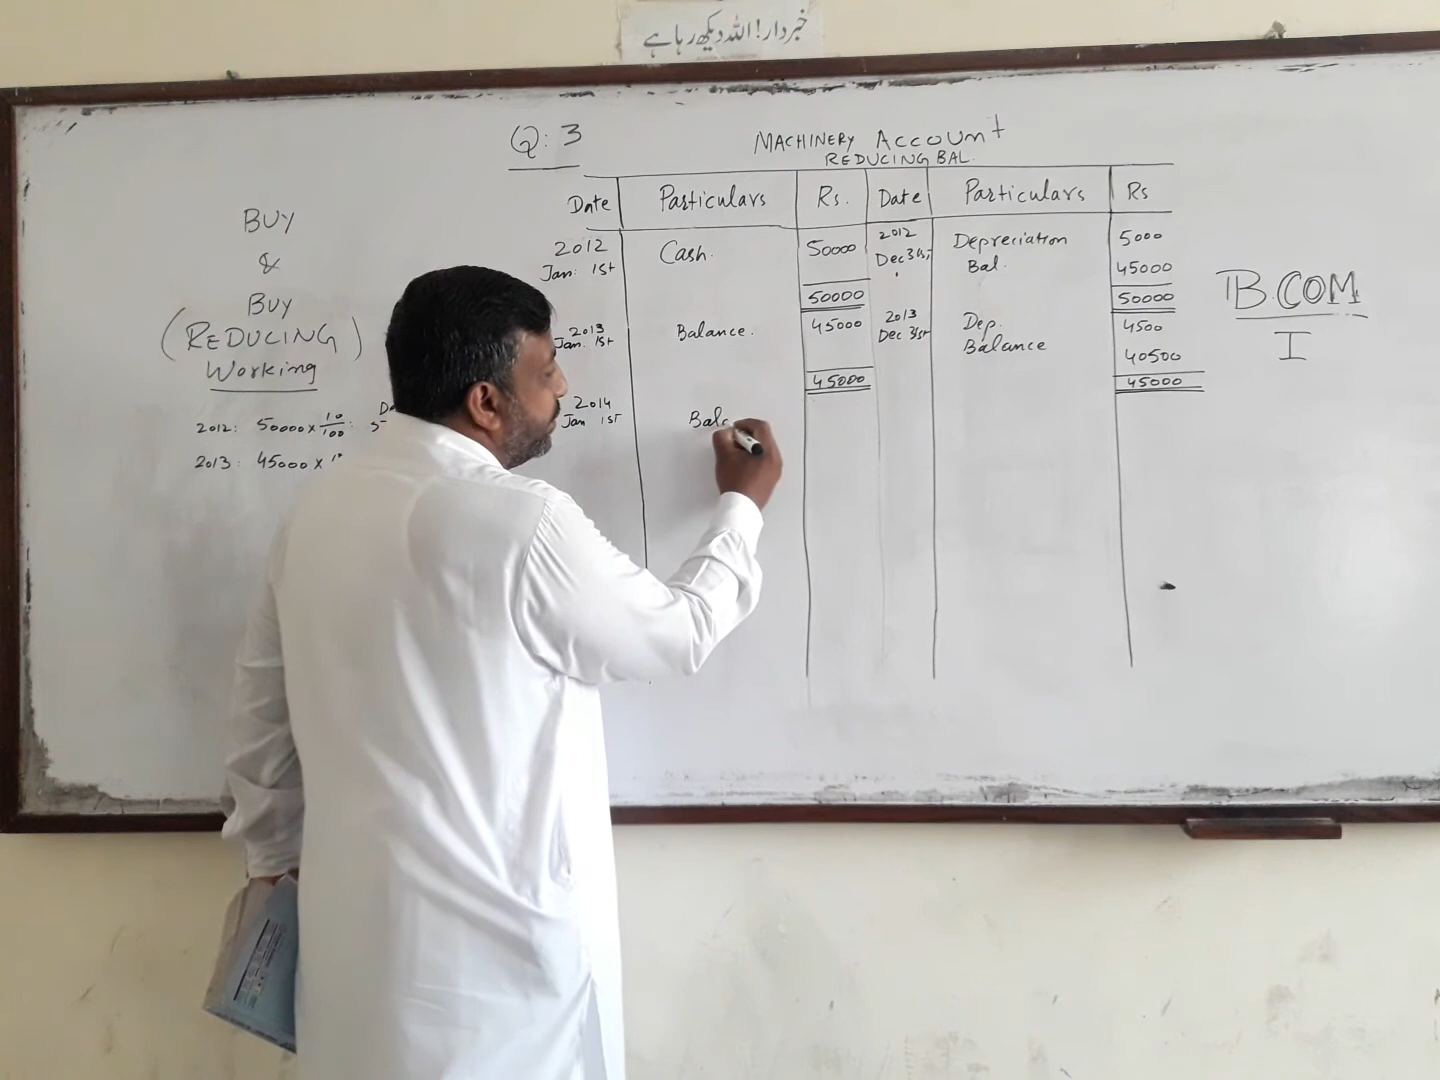 خبردار! اللہ دیکھ رہا ہے
Q: 3
MACHINERY ACCOUNT
REDUCING BAL.
Date Particulars Rs. Date Particulars Rs
2012 Cash. 50000 2012 Depreciation 5000
Jan: 1st Dec 31st Bal. 45000
50000 50000
2013 Balance. 45000 2013 Dep. 4500
Jan. 1st Dec 31st Balance 40500
45000 45000
2014
Jan 1st Bala
BUY
&
BUY
(REDUCING)
Working
2012: 50000 × 10/100 :
2013: 45000 × 10
B.COM
I